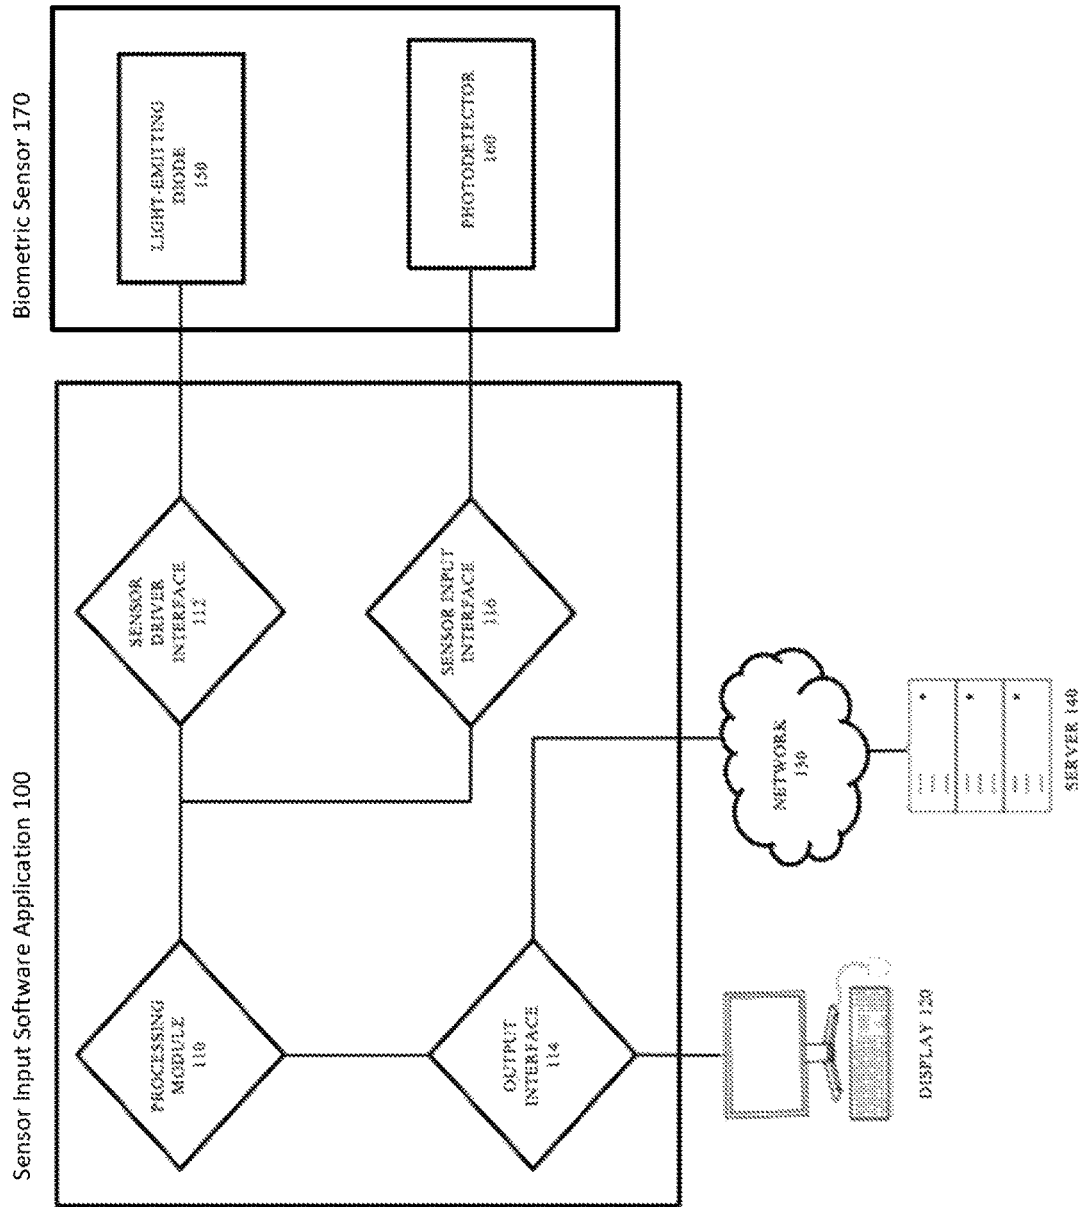 Sensor Input Software Application 100
Biometric Sensor 170
PROCESSING
MODULE
110
SENSOR
DRIVER
INTERFACE
112
LIGHT-EMITTING
DIODE
150
OUTPUT
INTERFACE
114
SENSOR INPUT
INTERFACE
116
PHOTODETECTOR
160
DISPLAY 120
NETWORK
130
SERVER 140